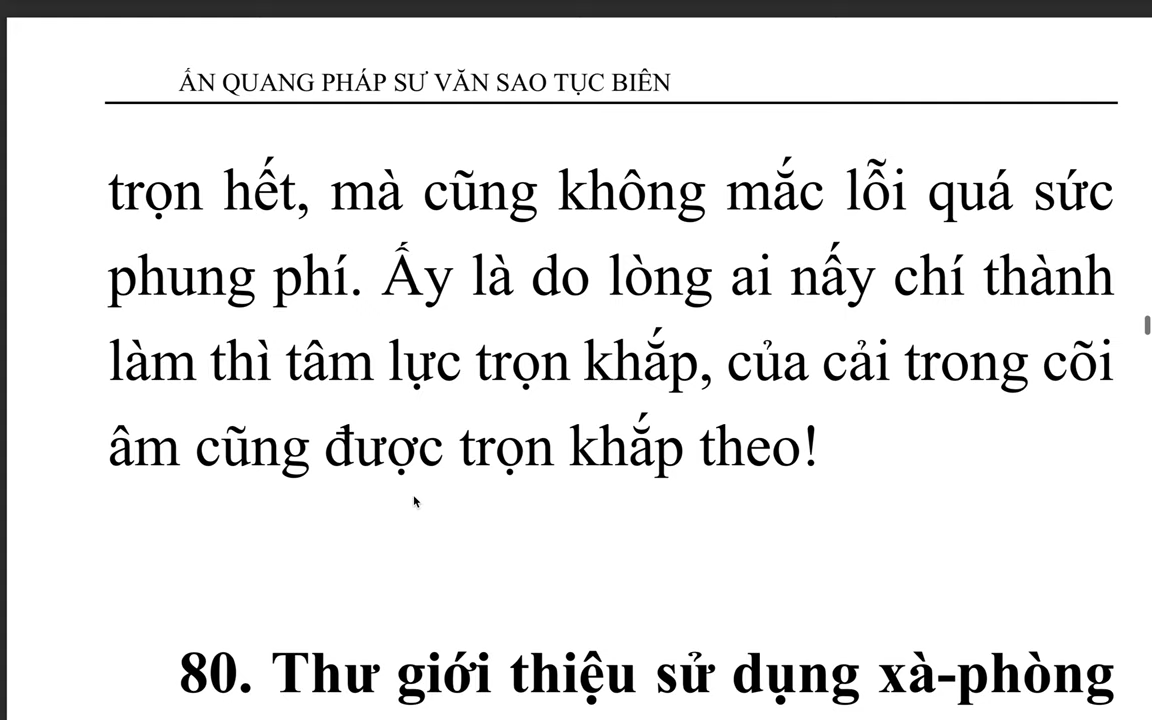 ẤN QUANG PHÁP SƯ VĂN SAO TỤC BIÊN
trọn hết, mà cũng không mắc lỗi quá sức
phung phí. Ấy là do lòng ai nấy chí thành
làm thì tâm lực trọn khắp, của cải trong cõi
âm cũng được trọn khắp theo!
80. Thư giới thiệu sử dụng xà-phòng